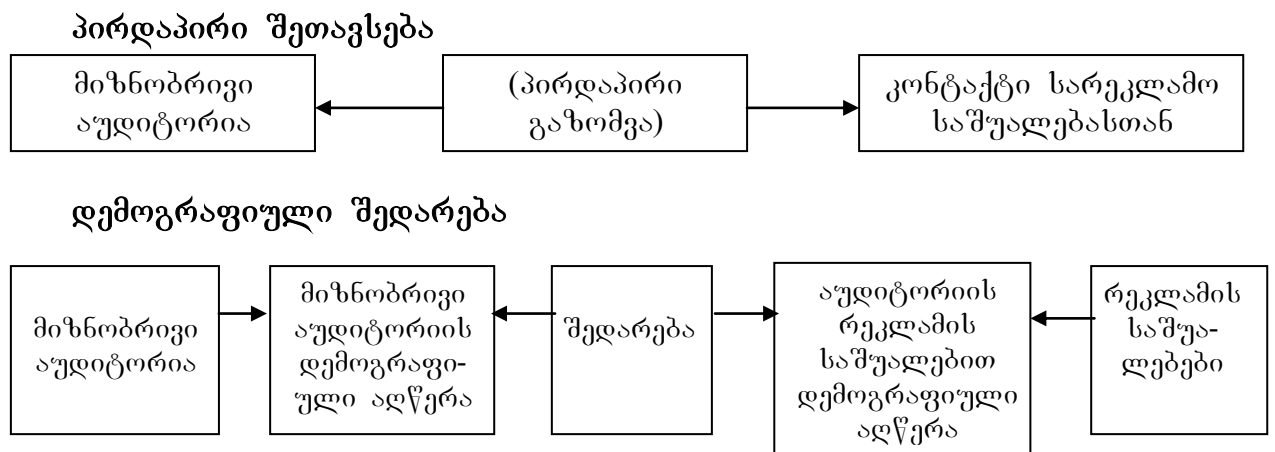 პირდაპირი შეთავსება
მიზნობრივი
აუდიტორია
(პირდაპირი
გაზომვა)
კონტაქტი სარეკლამო
საშუალებასთან
დემოგრაფიული შედარება
მიზნობრივი
აუდიტორია
მიზნობრივი
აუდიტორიის
დემოგრაფი-
ული აღწერა
შედარება
აუდიტორიის
რეკლამის
საშუალებით
დემოგრაფიული
აღწერა
რეკლამის
საშუა-
ლებები